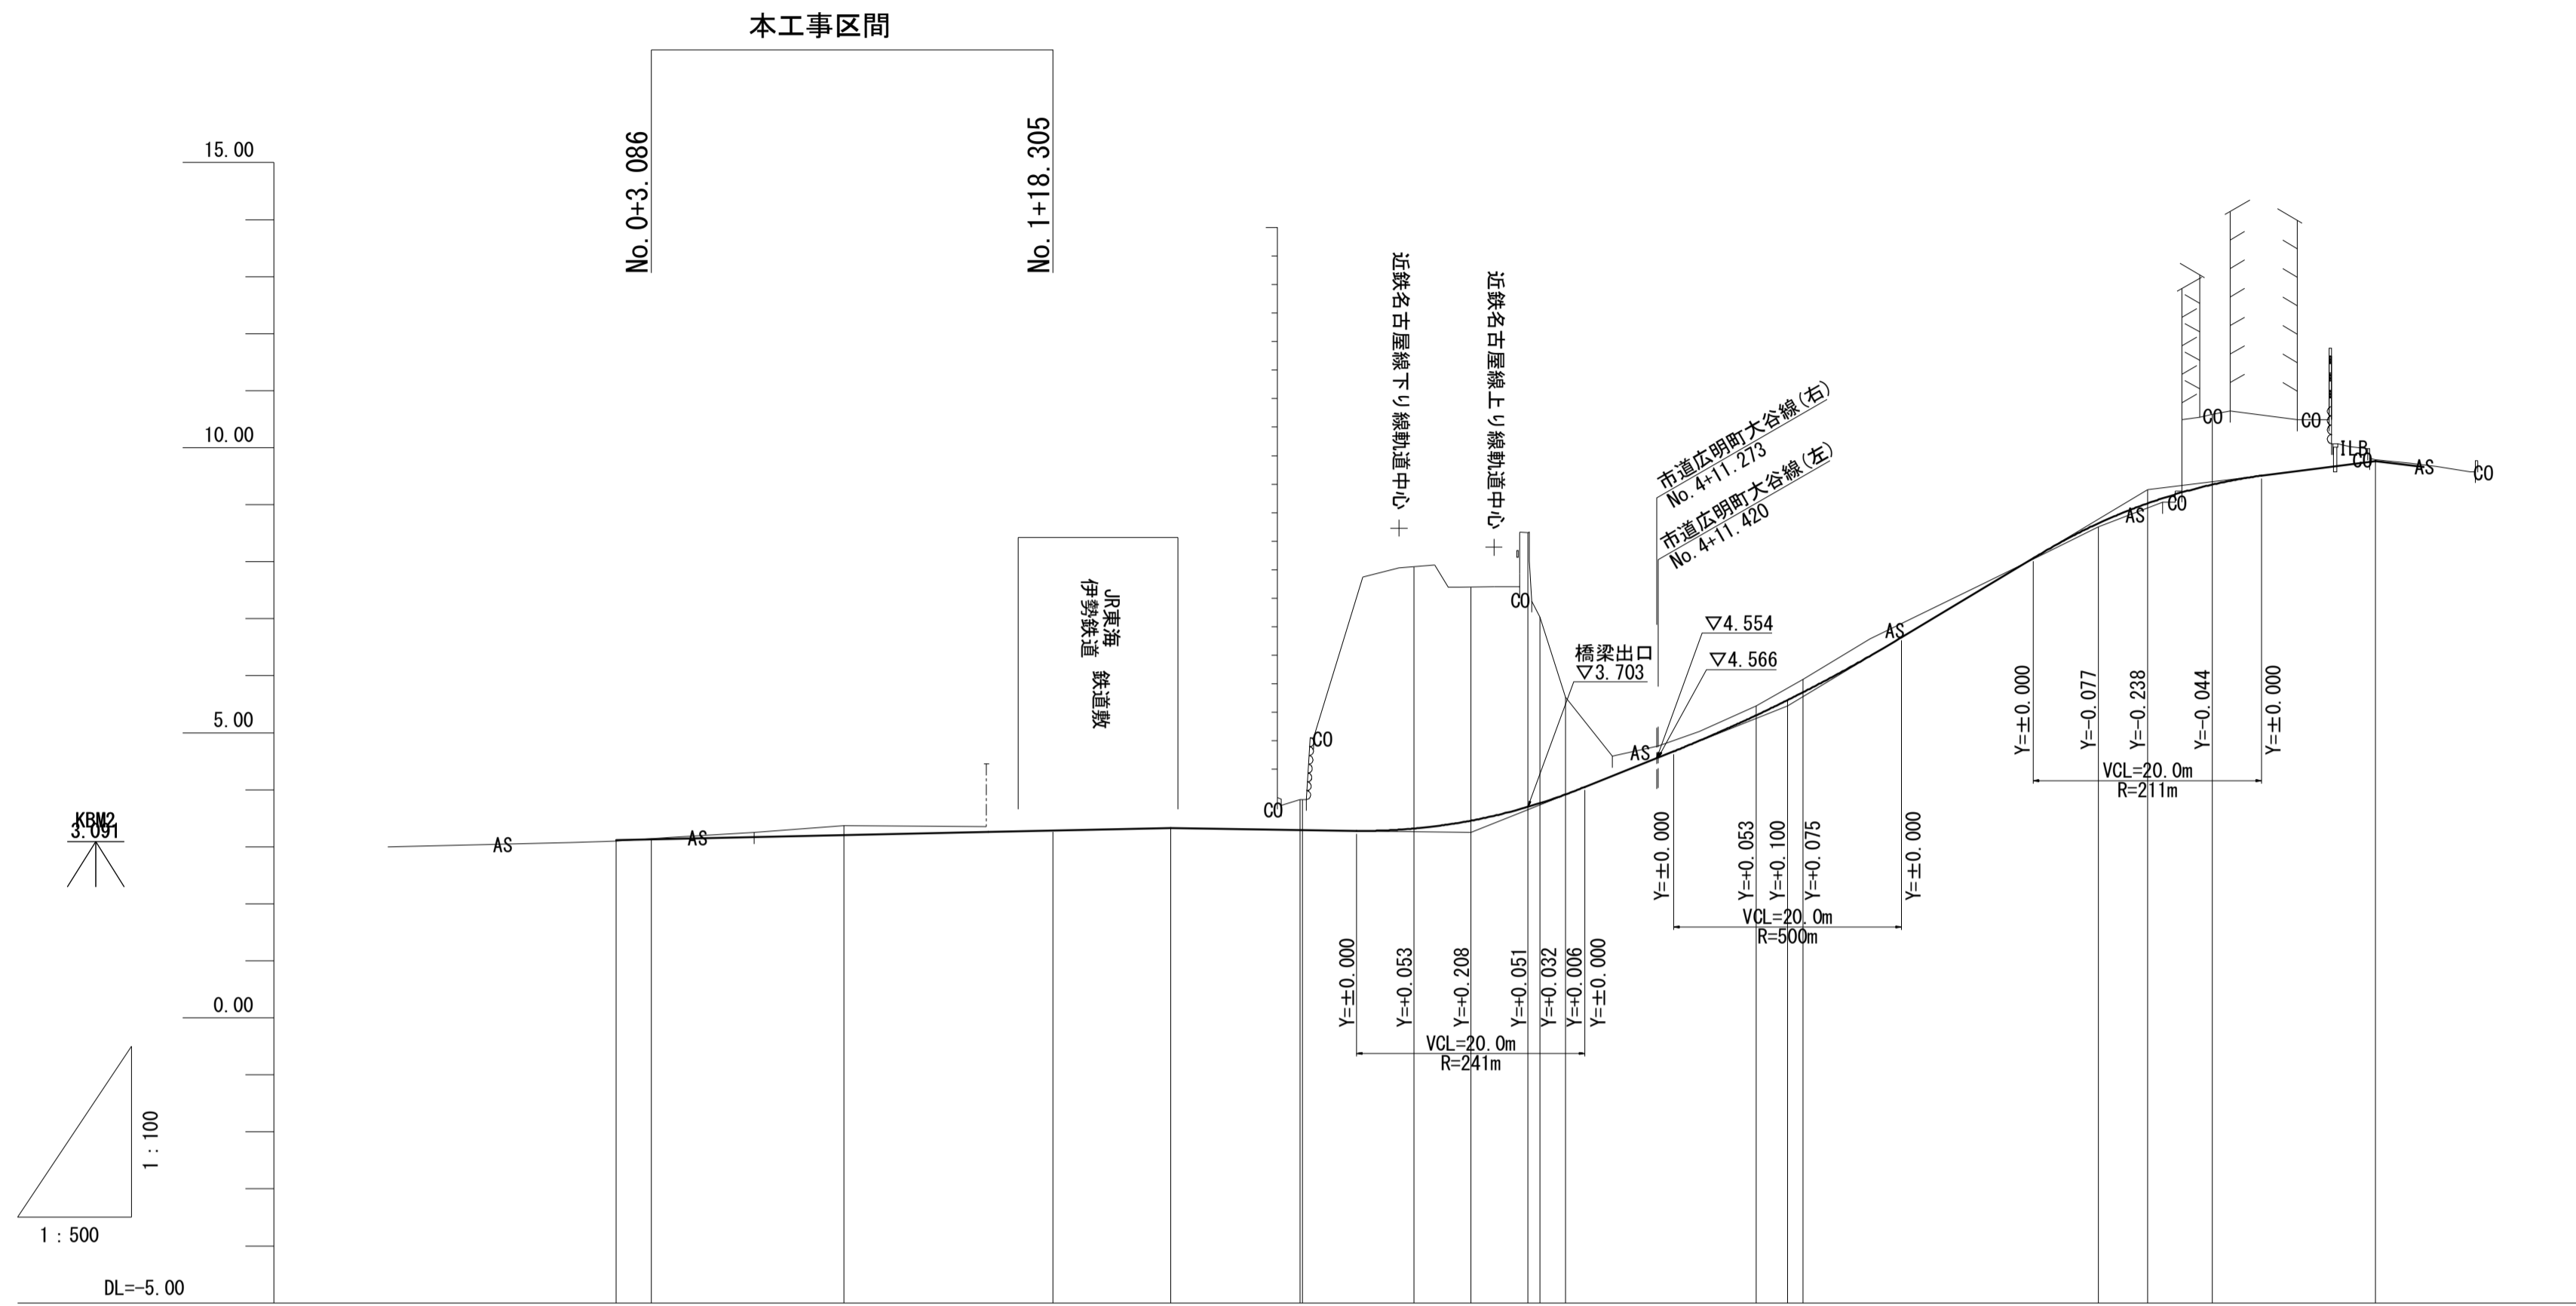 本工事区間
No. 0+3. 086
No. 1+18. 305
15. 00
10. 00
5. 00
0. 00
DL=-5. 00
KBM2
3. 091
1 : 100
1 : 500
AS
AS
JR東海
伊勢鉄道 鉄道敷
CO
CO
近鉄名古屋線下り線軌道中心
近鉄名古屋線上り線軌道中心
CO
市道広明町大谷線(右)
No. 4+11. 273
市道広明町大谷線(左)
No. 4+11. 420
▽4. 554
▽4. 566
橋梁出口
▽3. 703
AS
AS
AS
CO
CO
CO
ILB
CO
AS
CO
Y=±0. 000
Y=+0. 053
Y=+0. 208
Y=+0. 051
Y=+0. 032
Y=+0. 006
Y=±0. 000
VCL=20. 0m
R=241m
Y=±0. 000
Y=+0. 053
Y=+0. 100
Y=+0. 075
Y=±0. 000
VCL=20. 0m
R=500m
Y=±0. 000
Y=-0. 077
Y=-0. 238
Y=-0. 044
Y=±0. 000
VCL=20. 0m
R=211m